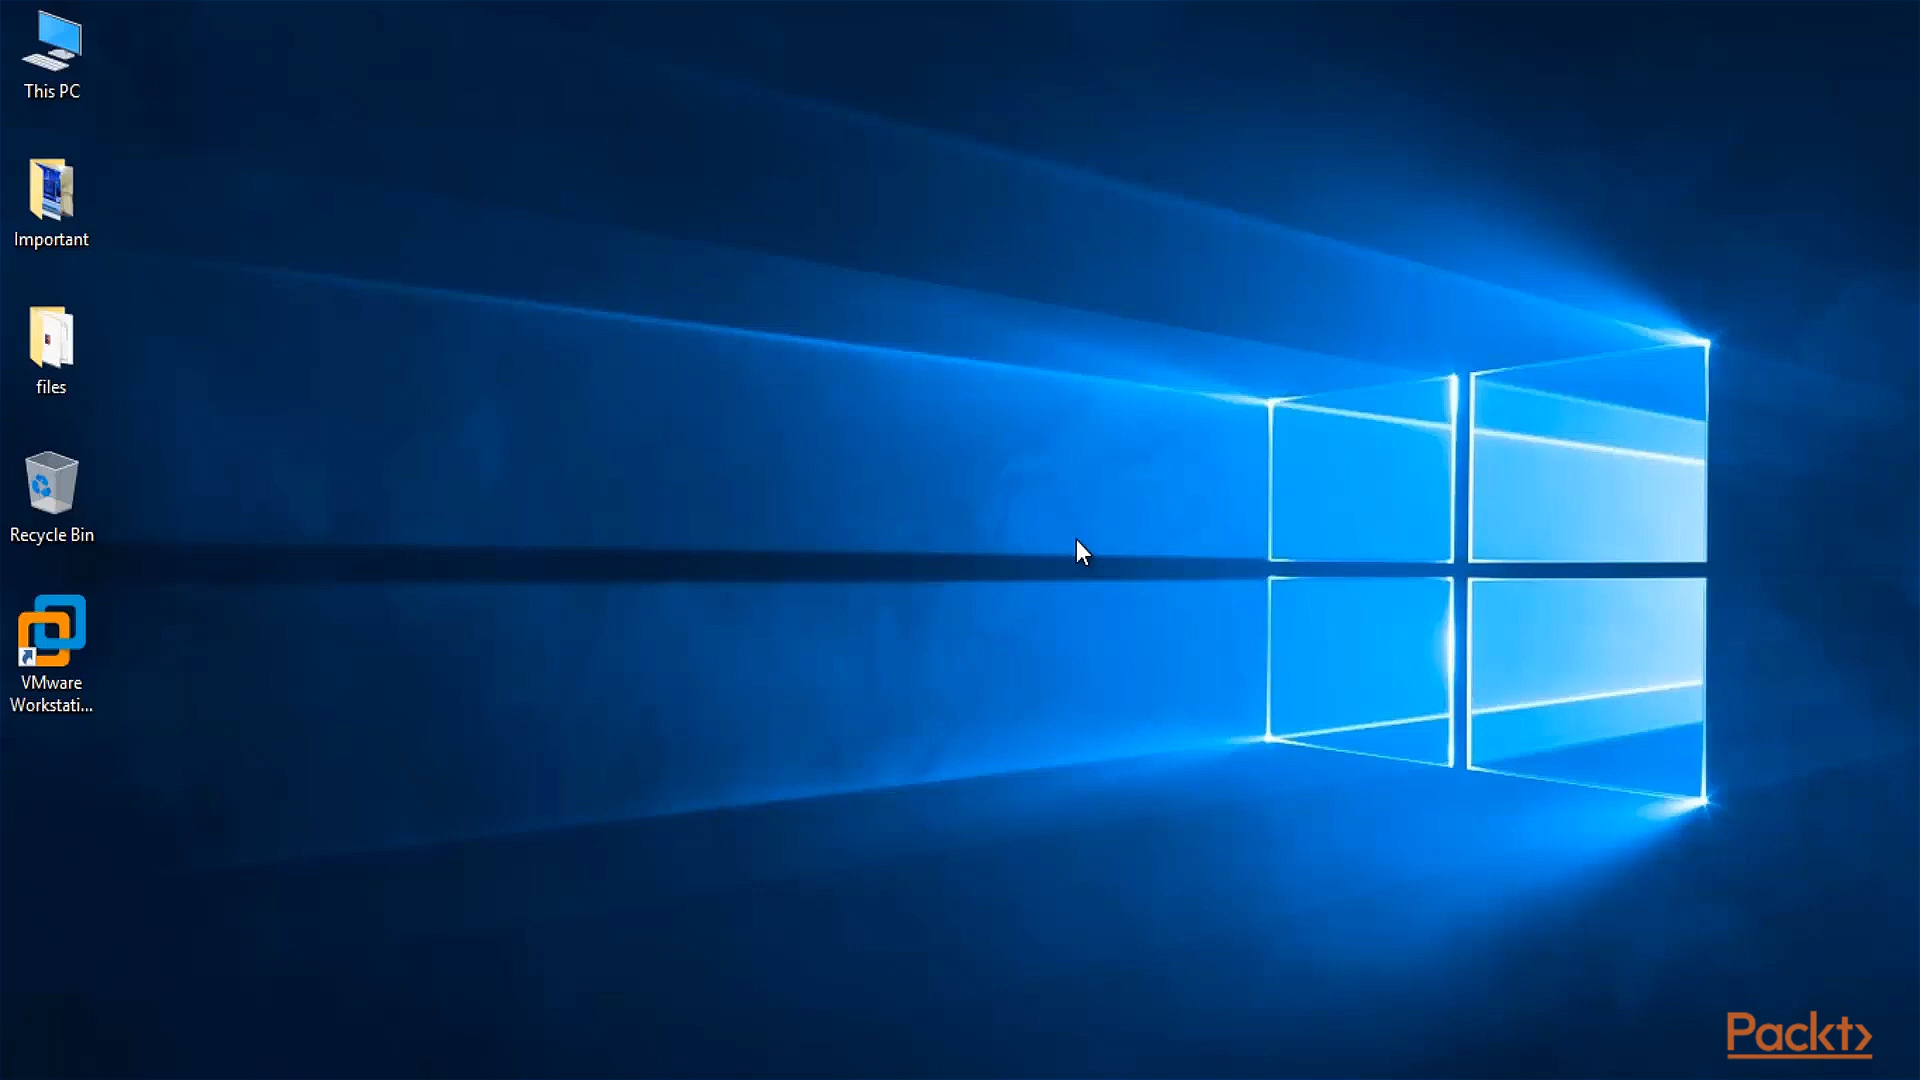 This PC
Important
files
Recycle Bin
VMware
Workstati...
Packt>